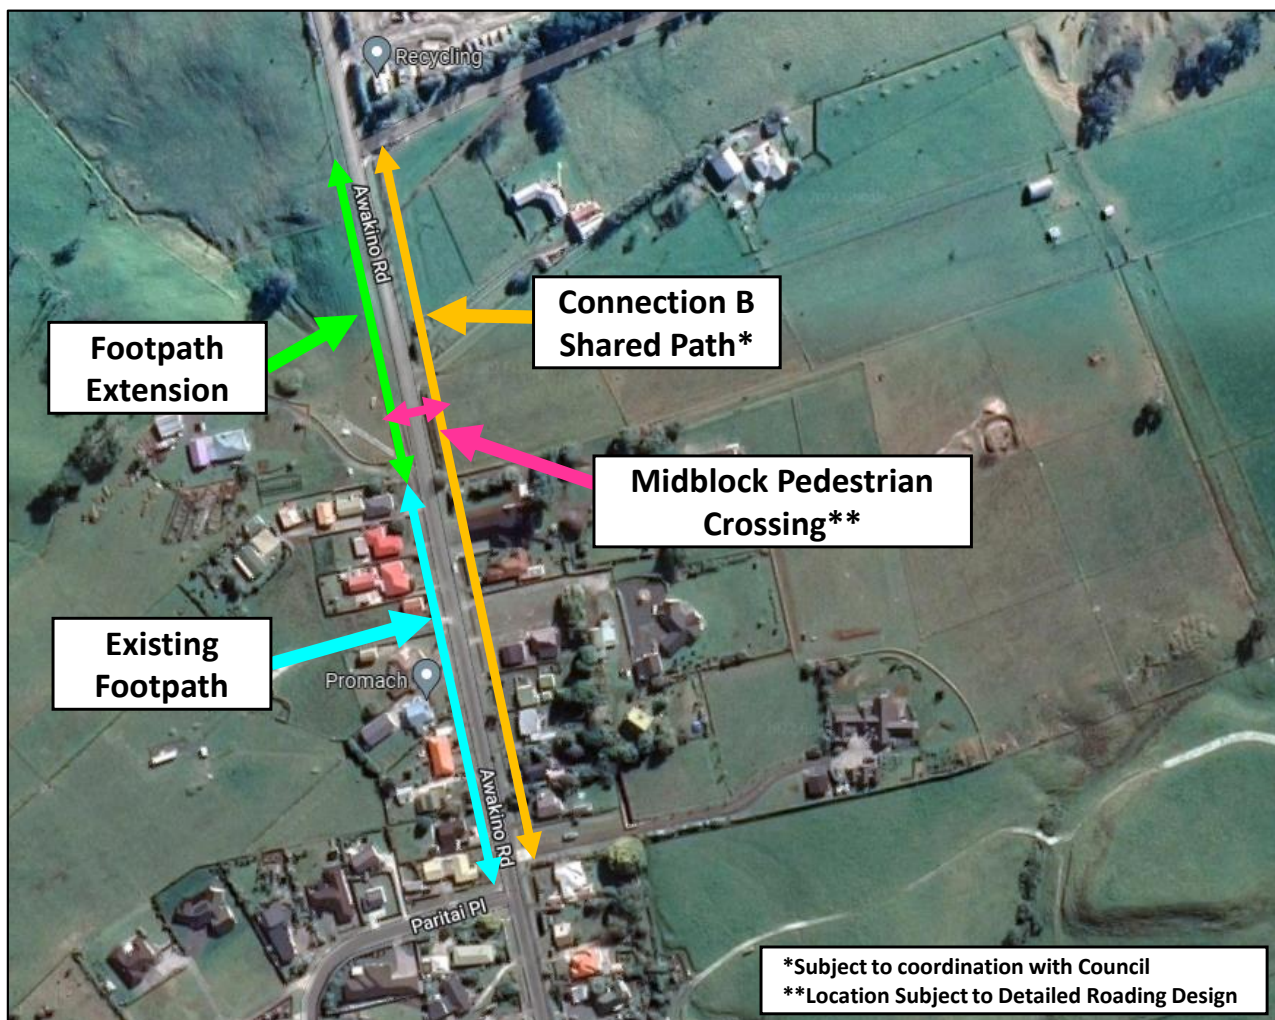 Recycling
Awakino Rd
Connection B
Shared Path*
Footpath
Extension
Midblock Pedestrian
Crossing**
Existing
Footpath
Promach
Awakino Rd
Paritai Pl
*Subject to coordination with Council
**Location Subject to Detailed Roading Design